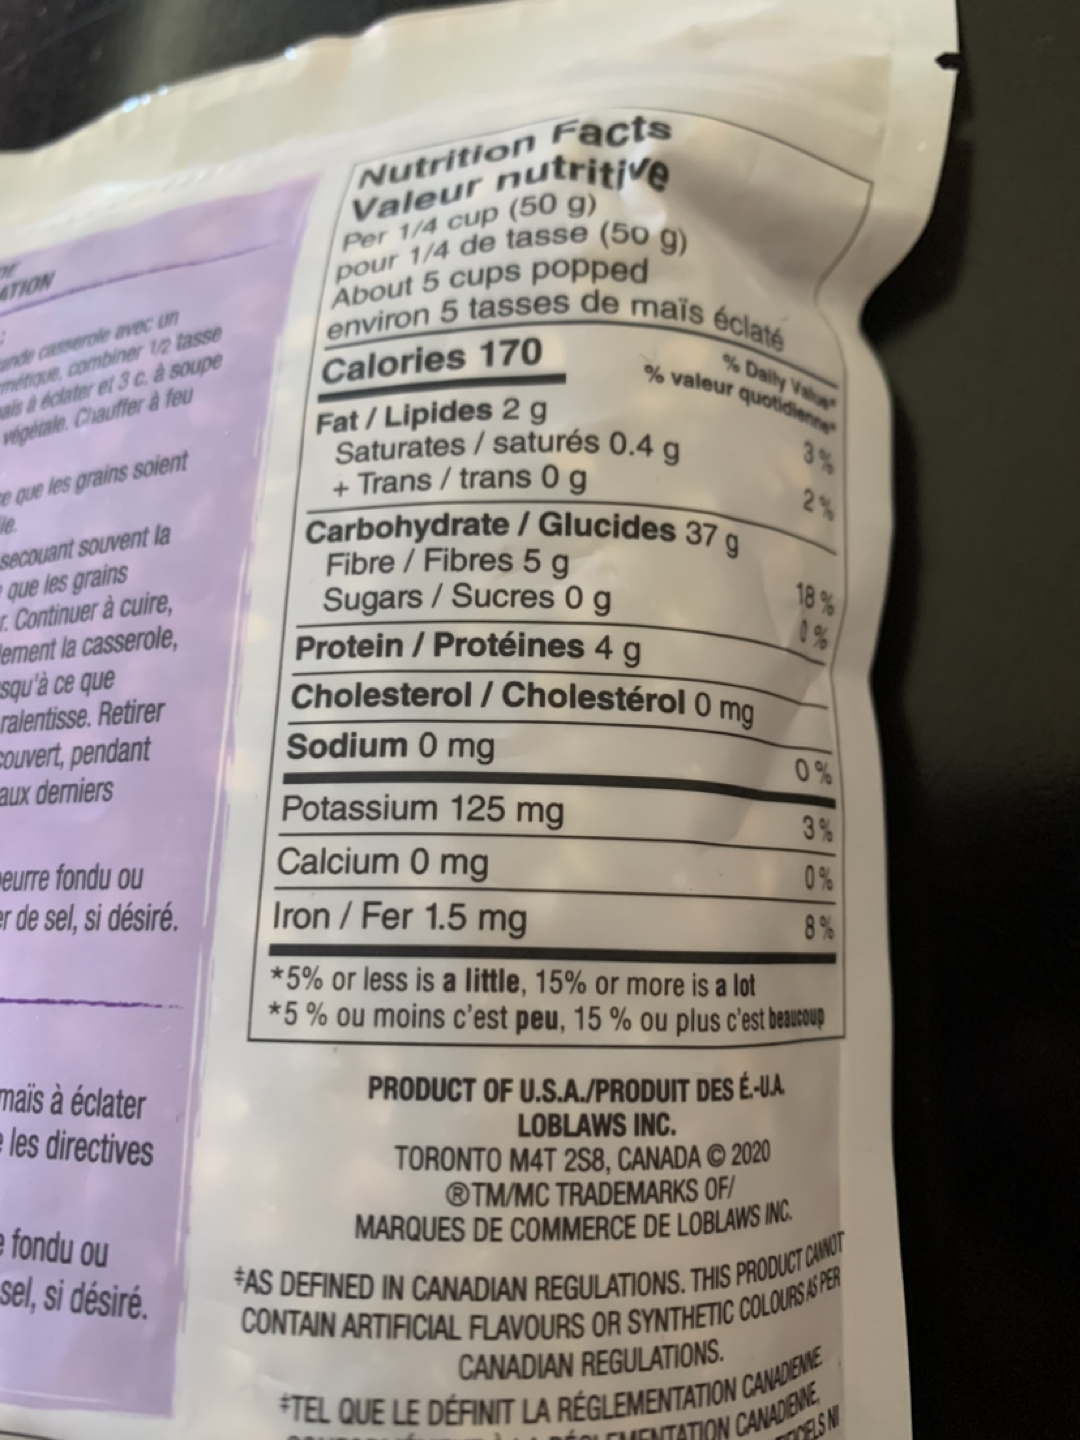 ATION
ande casserole avec un
combiner 1/2 tasse
à éclater et 3 c. à soupe
végétale. Chauffer à feu
que les grains soient
secouant souvent la
que les grains
Continuer à cuire,
la casserole,
squ'à ce que
ralentisse. Retirer
couvert, pendant
aux derniers
fondu ou
de sel, si désiré.
maïs à éclater
les directives
fondu ou
sel, si désiré.
Nutrition Facts
Valeur nutritive
Per 1/4 cup (50 g)
pour 1/4 de tasse (50 g)
About 5 cups popped
environ 5 tasses de maïs éclaté
Calories 170
% Daily Value*
% valeur quotidienne*
Fat / Lipides 2 g 3 %
Saturates / saturés 0.4 g
+ Trans / trans 0 g 2 %
Carbohydrate / Glucides 37 g
Fibre / Fibres 5 g 18 %
Sugars / Sucres 0 g 0 %
Protein / Protéines 4 g
Cholesterol / Cholestérol 0 mg
Sodium 0 mg 0 %
Potassium 125 mg 3 %
Calcium 0 mg 0 %
Iron / Fer 1.5 mg 8 %
*5% or less is a little, 15% or more is a lot
*5 % ou moins c'est peu, 15 % ou plus c'est beaucoup
PRODUCT OF U.S.A./PRODUIT DES É.-U.A.
LOBLAWS INC.
TORONTO M4T 2S8, CANADA © 2020
®TM/MC TRADEMARKS OF/
MARQUES DE COMMERCE DE LOBLAWS INC.
‡AS DEFINED IN CANADIAN REGULATIONS. THIS PRODUCT CANNOT
CONTAIN ARTIFICIAL FLAVOURS OR SYNTHETIC COLOURS AS PER
CANADIAN REGULATIONS.
‡TEL QUE LE DÉFINIT LA RÉGLEMENTATION CANADIENNE.
CANADIENNE,